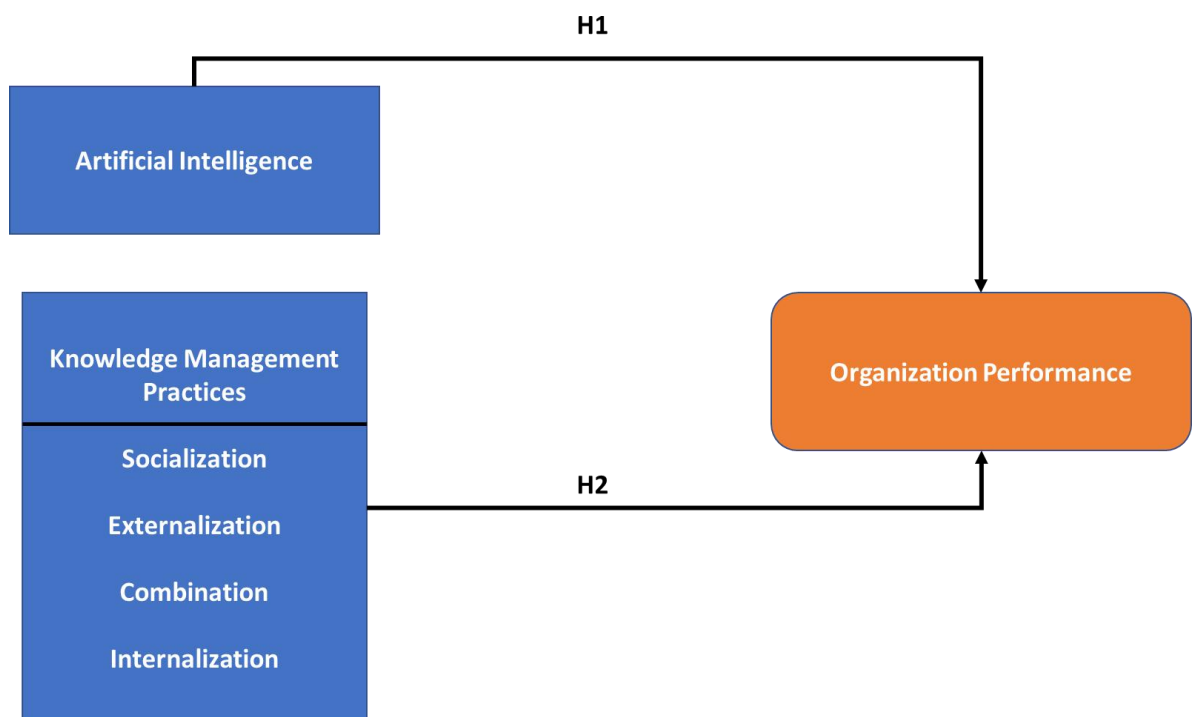 H1
Artificial Intelligence
Knowledge Management
Practices
Organization Performance
Socialization
H2
Externalization
Combination
Internalization